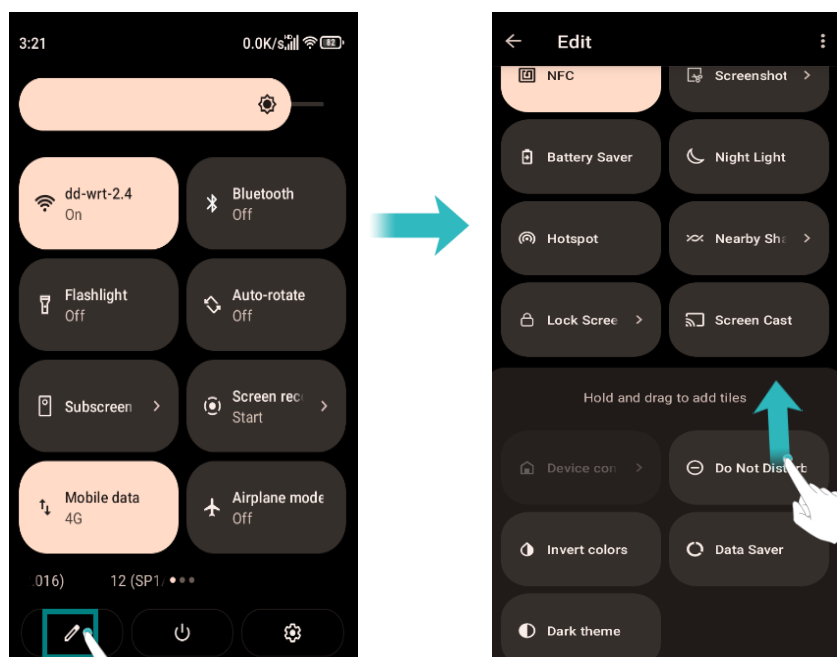 3:21 0.0K/s HD 82
dd-wrt-2.4
On
Bluetooth
Off
Flashlight
Off
Auto-rotate
Off
Subscreen
Screen rec
Start
Mobile data
4G
Airplane mode
Off
.016) 12 (SP1
Edit
NFC
Screenshot
Battery Saver
Night Light
Hotspot
Nearby Sha
Lock Scree
Screen Cast
Hold and drag to add tiles
Device con
Do Not Disturb
Invert colors
Data Saver
Dark theme